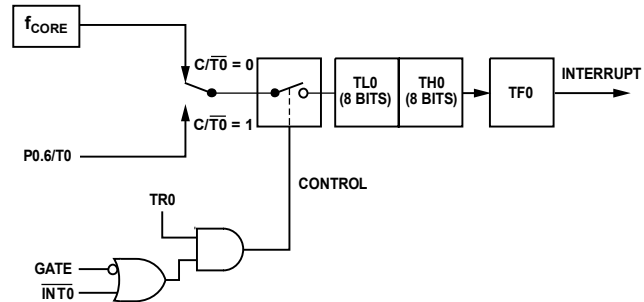 fCORE
C/T0̅ = 0
TL0
(8 BITS)
TH0
(8 BITS)
TF0
INTERRUPT
C/T0̅ = 1
P0.6/T0
CONTROL
TR0
GATE
I̅N̅T̅0̅